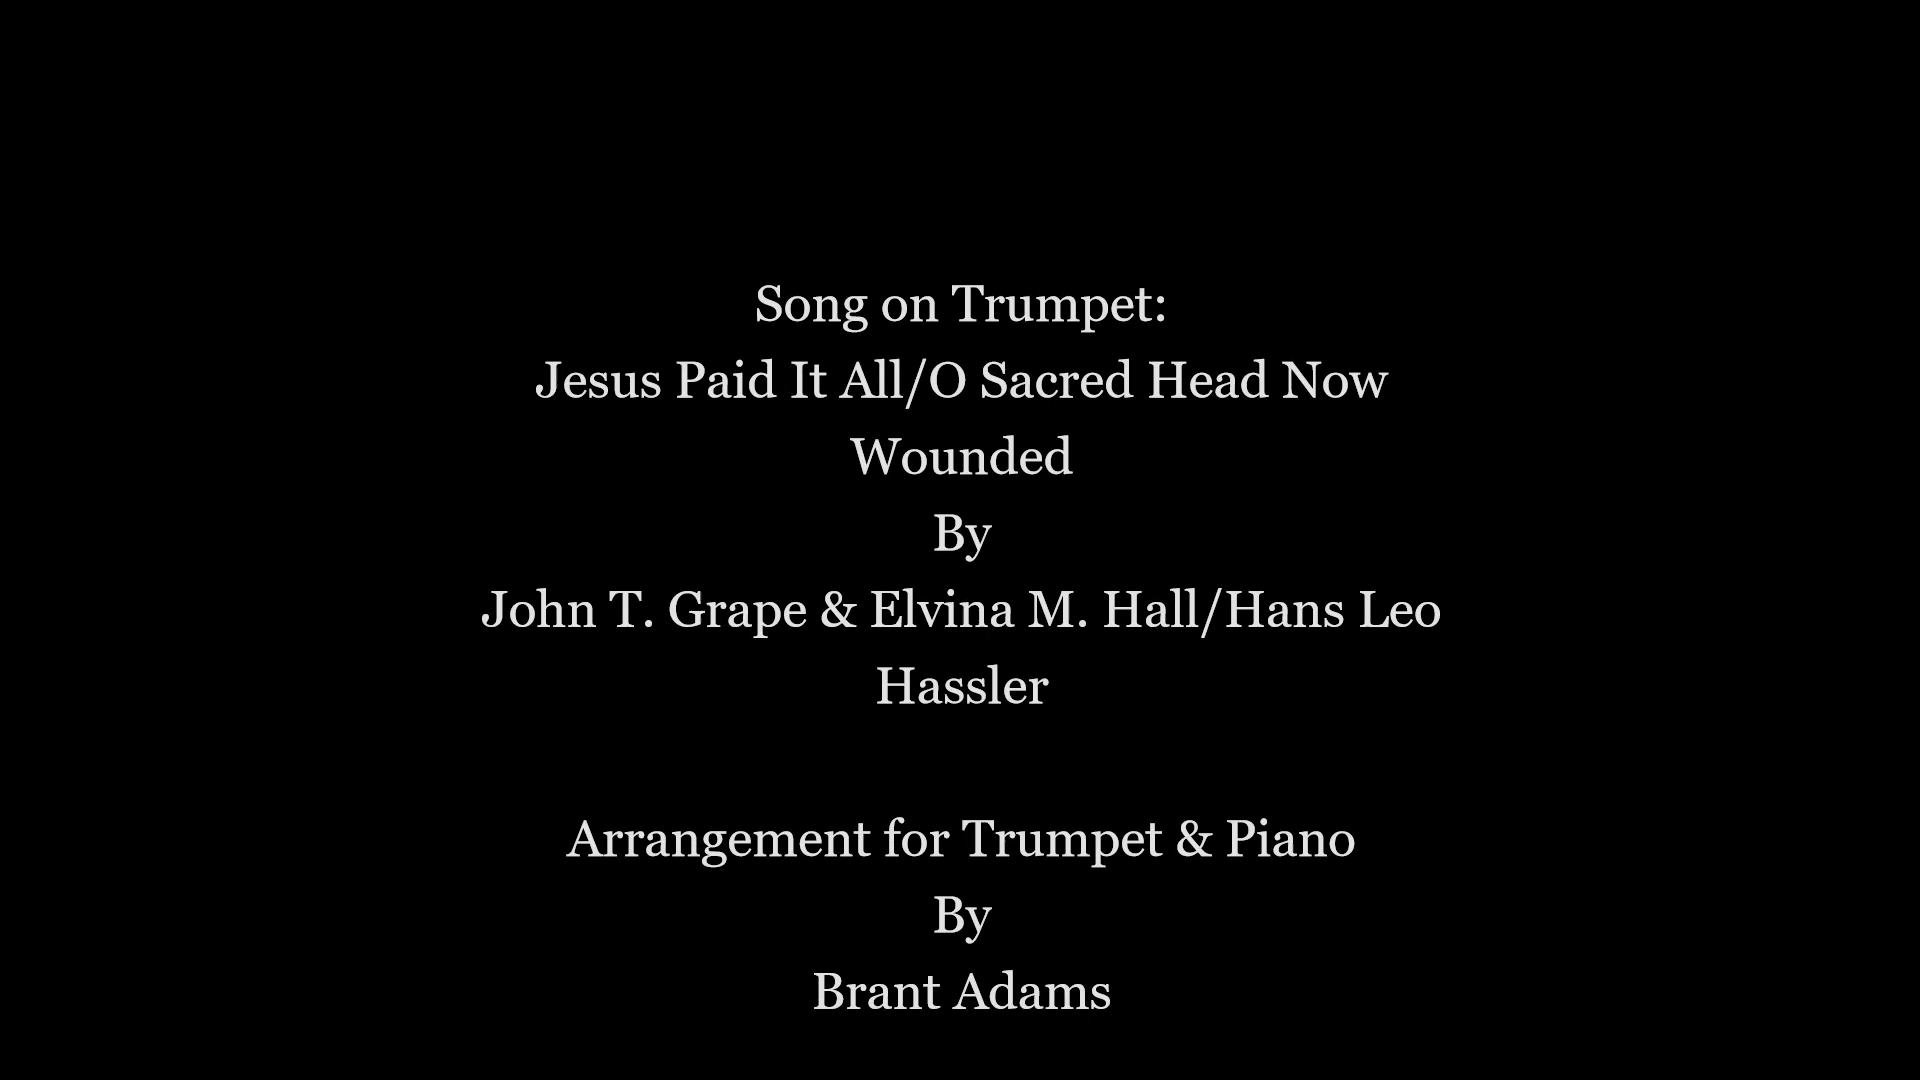 Song on Trumpet:
Jesus Paid It All/O Sacred Head Now
Wounded
By
John T. Grape & Elvina M. Hall/Hans Leo
Hassler
Arrangement for Trumpet & Piano
By
Brant Adams